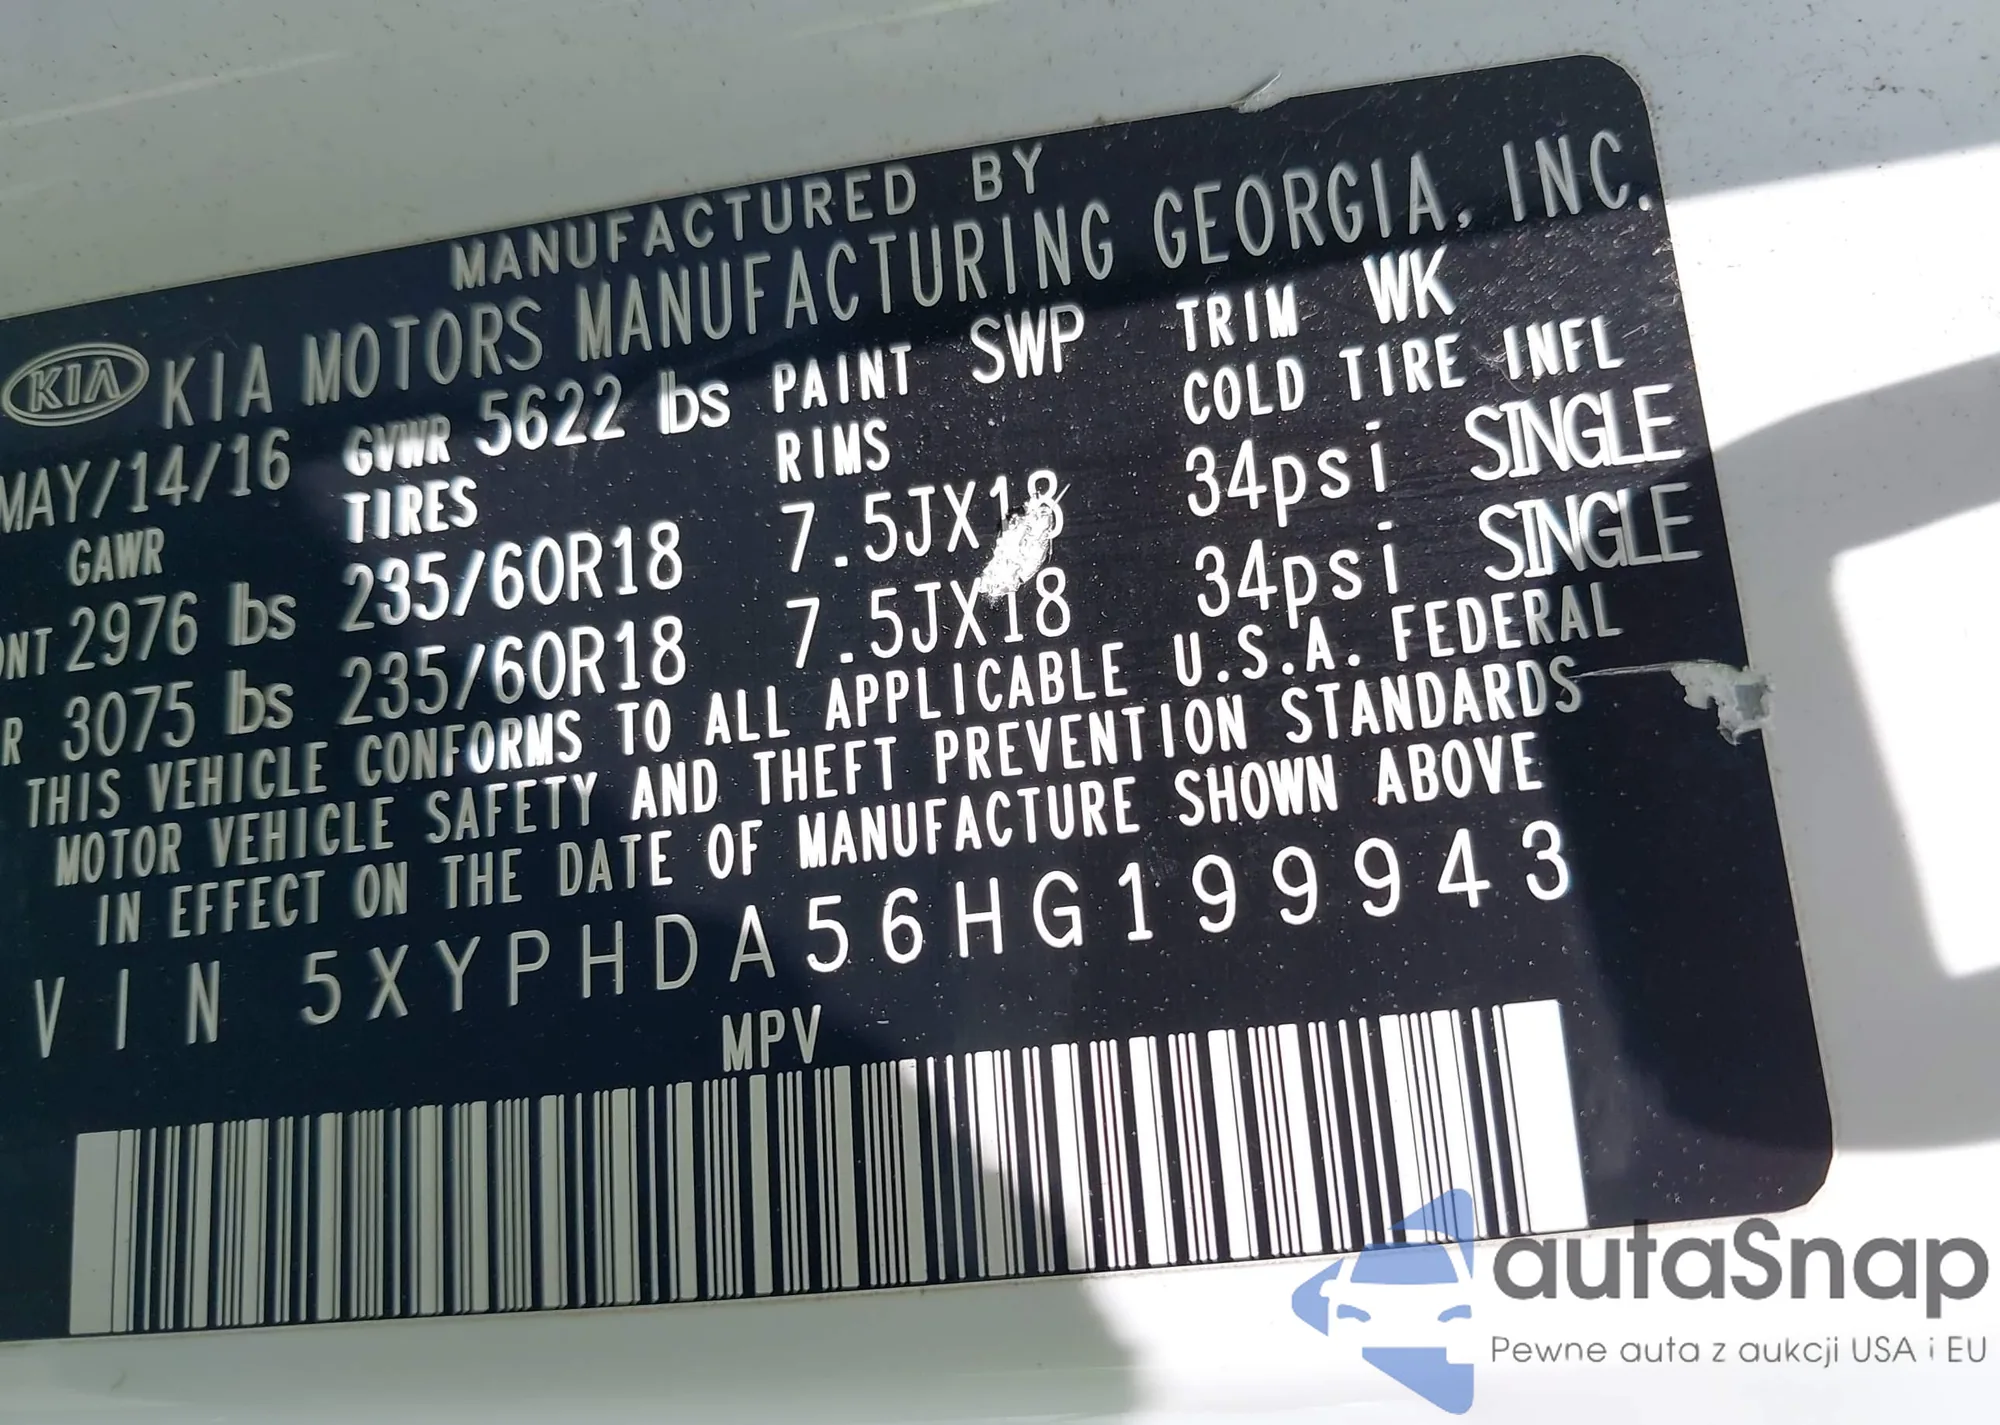 MANUFACTURED BY
KIA KIA MOTORS MANUFACTURING GEORGIA, INC.
MAY/14/16 GVWR 5622 lbs PAINT SWP TRIM WK
GAWR TIRES RIMS COLD TIRE INFL
ONT 2976 lbs 235/60R18 7.5JX18 34psi SINGLE
R 3075 lbs 235/60R18 7.5JX18 34psi SINGLE
THIS VEHICLE CONFORMS TO ALL APPLICABLE U.S.A. FEDERAL
MOTOR VEHICLE SAFETY AND THEFT PREVENTION STANDARDS
IN EFFECT ON THE DATE OF MANUFACTURE SHOWN ABOVE
VIN 5XYPHDA56HG199943
MPV
autaSnap
Pewne auta z aukcji USA i EU